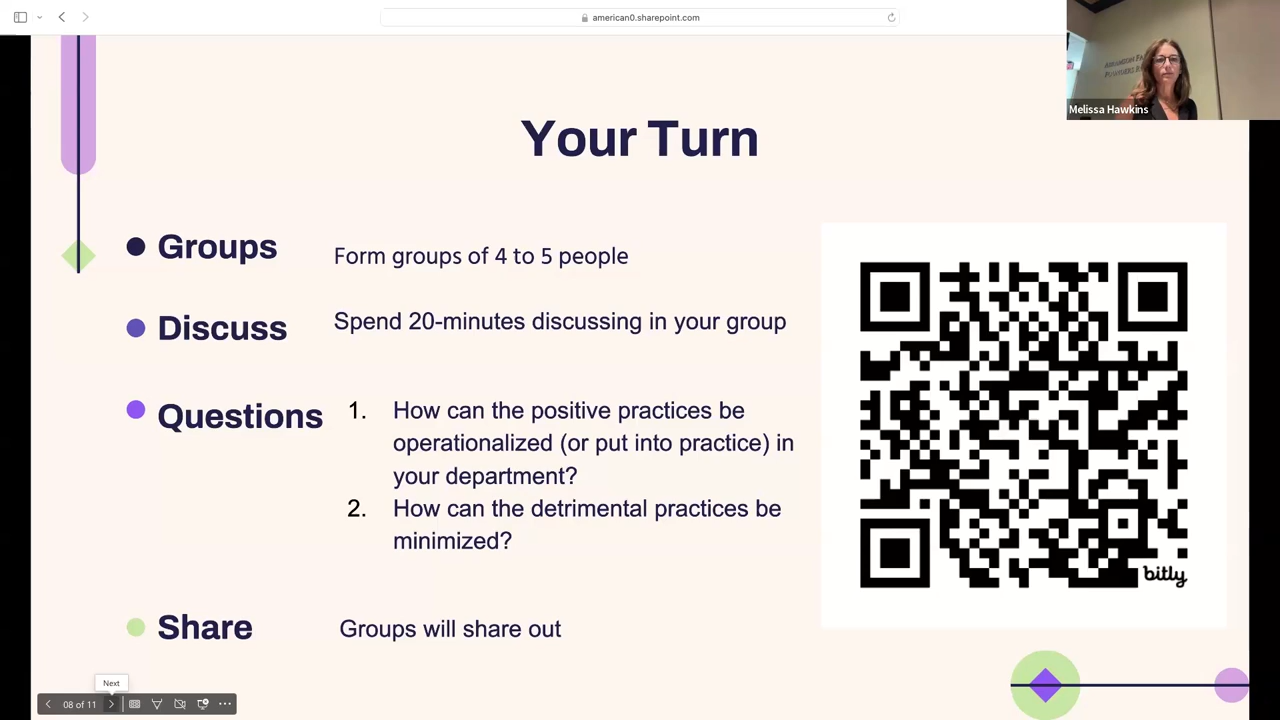 american0.sharepoint.com
Melissa Hawkins
Your Turn
Groups
Form groups of 4 to 5 people
Discuss
Spend 20-minutes discussing in your group
Questions
1. How can the positive practices be
operationalized (or put into practice) in
your department?
2. How can the detrimental practices be
minimized?
bitly
Share
Groups will share out
Next
08 of 11